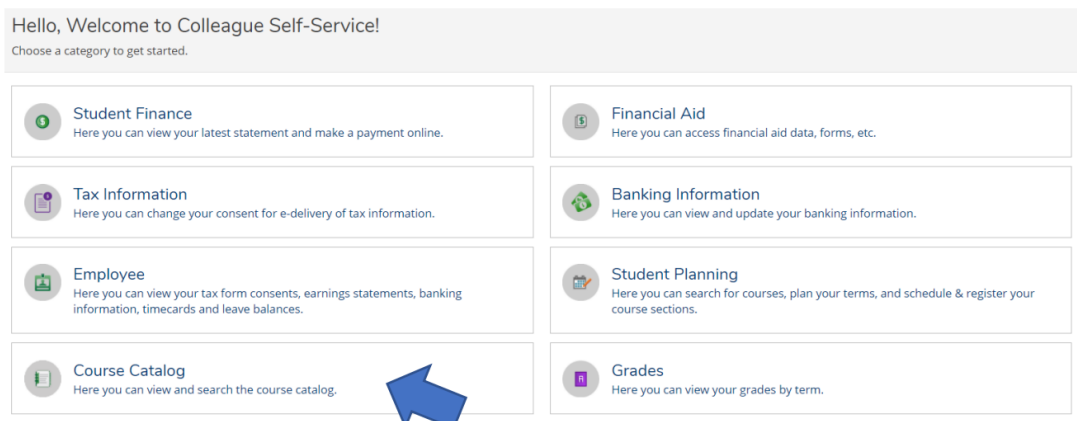 Hello, Welcome to Colleague Self-Service!
Choose a category to get started.
Student Finance
Here you can view your latest statement and make a payment online.
Financial Aid
Here you can access financial aid data, forms, etc.
Tax Information
Here you can change your consent for e-delivery of tax information.
Banking Information
Here you can view and update your banking information.
Employee
Here you can view your tax form consents, earnings statements, banking
information, timecards and leave balances.
Student Planning
Here you can search for courses, plan your terms, and schedule & register your
course sections.
Course Catalog
Here you can view and search the course catalog.
Grades
Here you can view your grades by term.